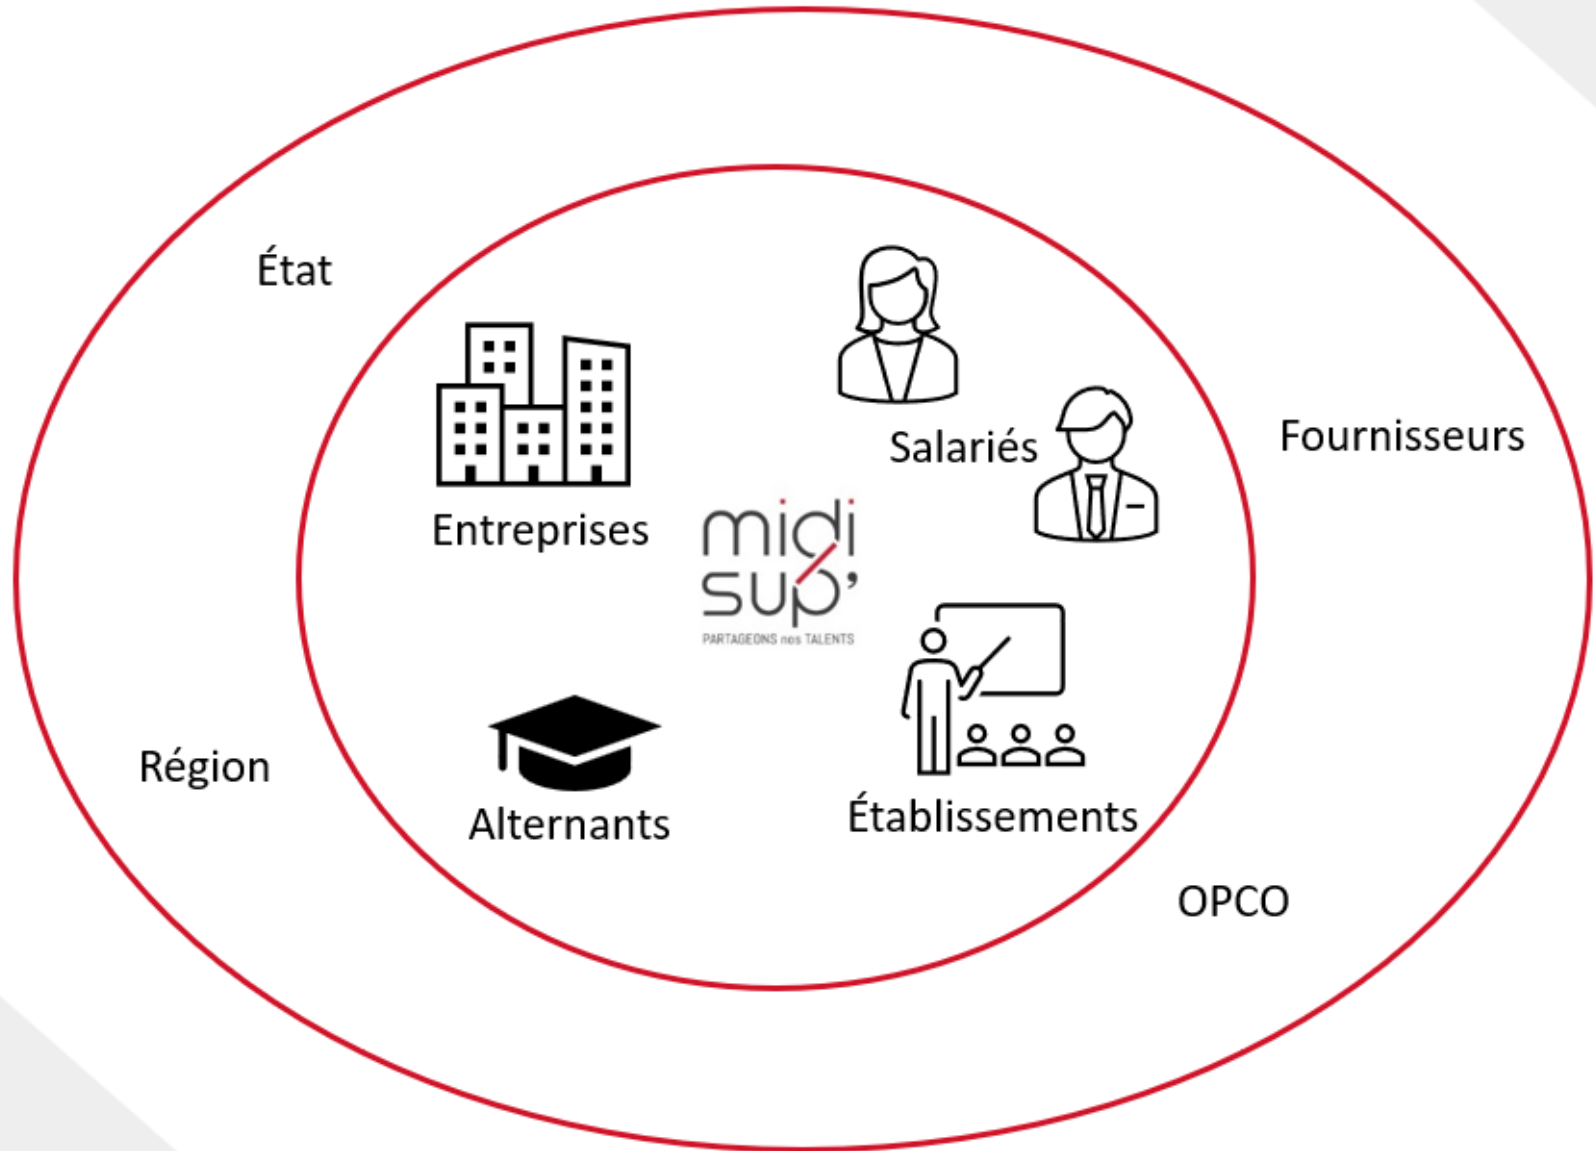 État
Entreprises
Salariés
Fournisseurs
midi
sup'
PARTAGEONS nos TALENTS
Région
Alternants
Établissements
OPCO